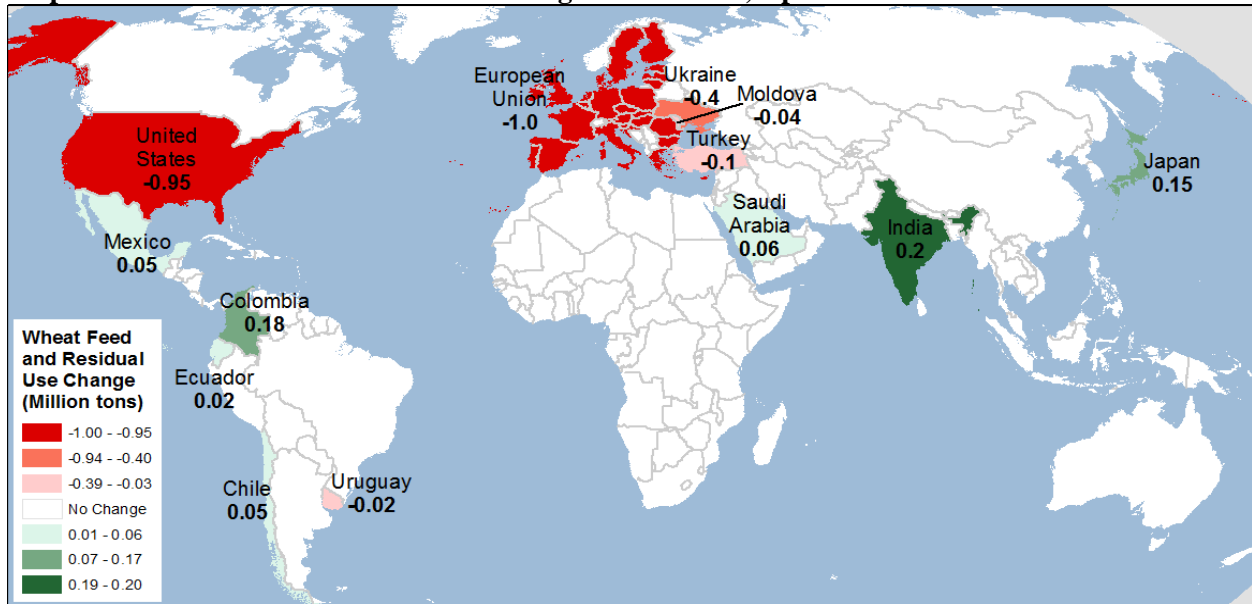 European
Union
-1.0
Ukraine
-0.4
Moldova
-0.04
Turkey
-0.1
United
States
-0.95
Japan
0.15
Saudi
Arabia
0.06
India
0.2
Mexico
0.05
Colombia
0.18
Ecuador
0.02
Chile
0.05
Uruguay
-0.02
Wheat Feed
and Residual
Use Change
(Million tons)
-1.00 - -0.95
-0.94 - -0.40
-0.39 - -0.03
No Change
0.01 - 0.06
0.07 - 0.17
0.19 - 0.20